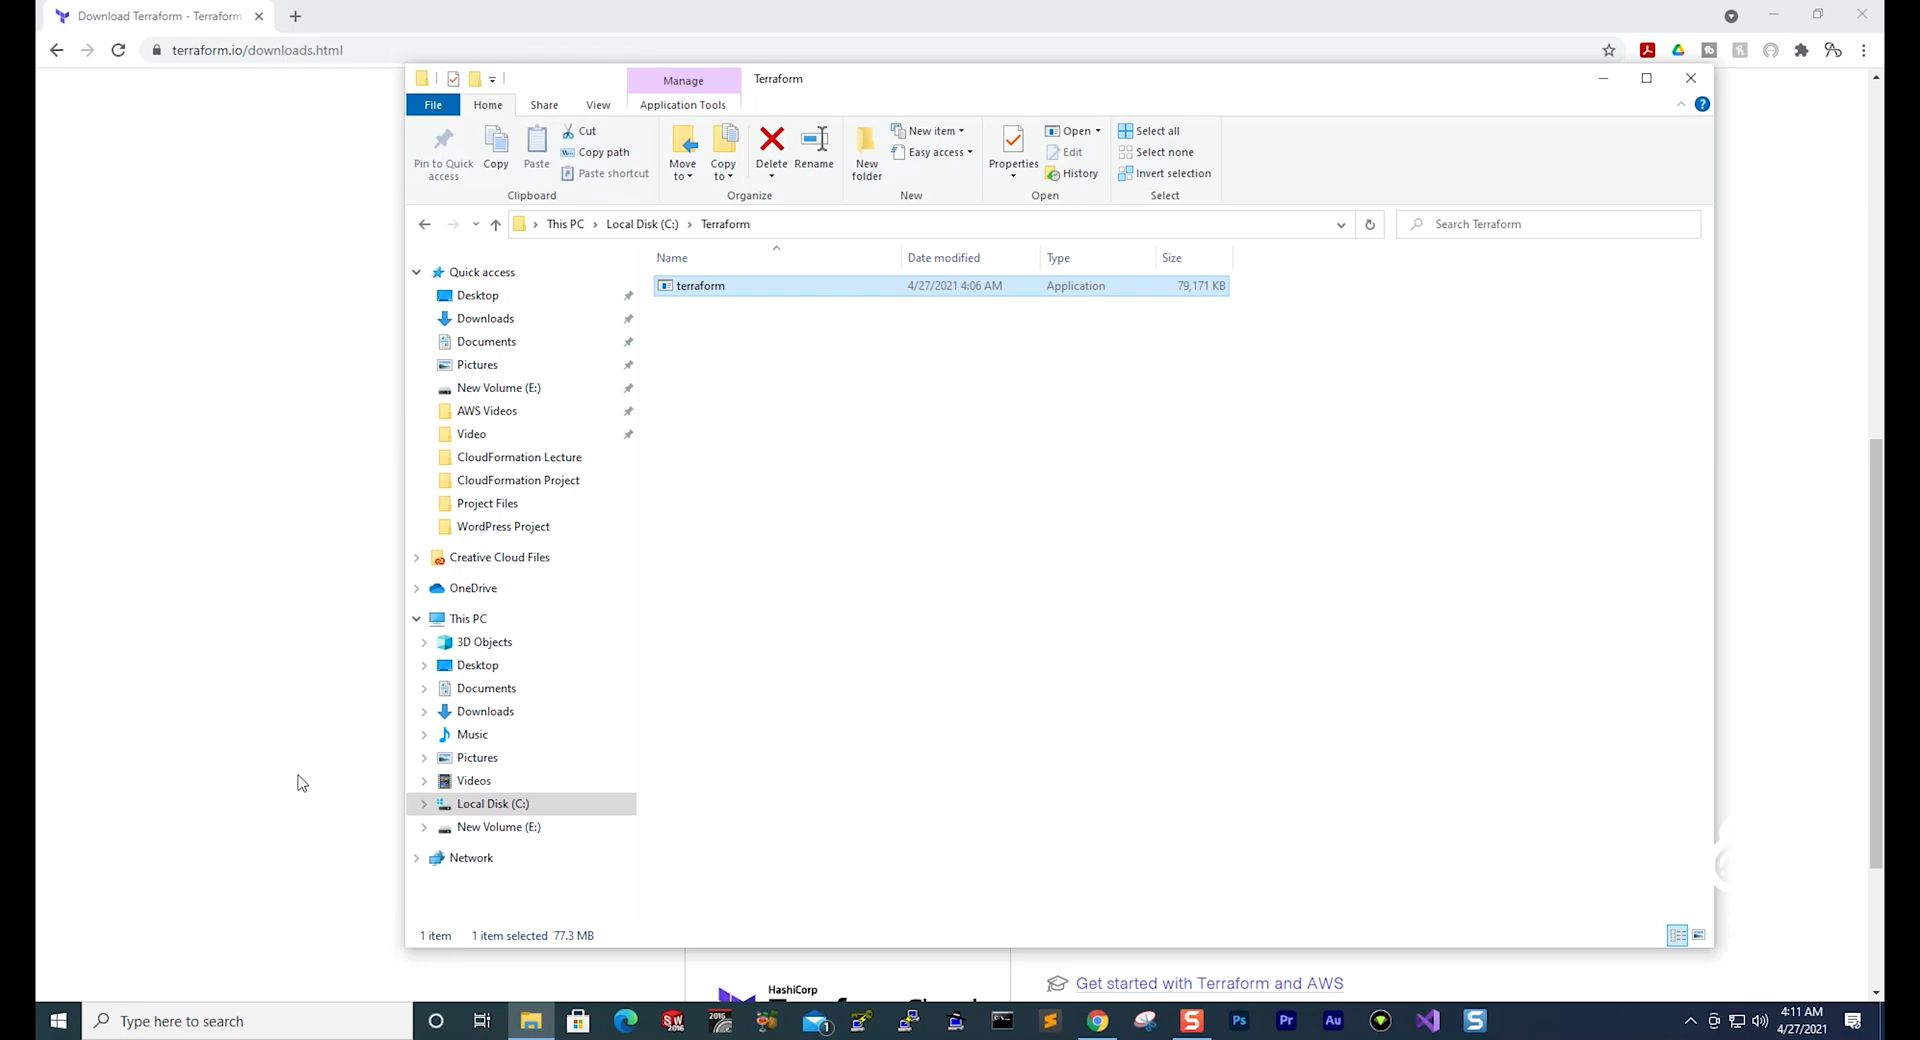 Download Terraform - Terraform
terraform.io/downloads.html
Manage
Terraform
File
Home
Share
View
Application Tools
Pin to Quick access
Copy
Paste
Cut
Copy path
Paste shortcut
Move to
Copy to
Delete
Rename
New folder
New item
Easy access
Properties
Open
Edit
History
Select all
Select none
Invert selection
Clipboard
Organize
New
Open
Select
This PC
Local Disk (C:)
Terraform
Search Terraform
Name
Date modified
Type
Size
terraform
4/27/2021 4:06 AM
Application
79,171 KB
Quick access
Desktop
Downloads
Documents
Pictures
New Volume (E:)
AWS Videos
Video
CloudFormation Lecture
CloudFormation Project
Project Files
WordPress Project
Creative Cloud Files
OneDrive
This PC
3D Objects
Desktop
Documents
Downloads
Music
Pictures
Videos
Local Disk (C:)
New Volume (E:)
Network
1 item
1 item selected 77.3 MB
HashiCorp
Get started with Terraform and AWS
Type here to search
SW 2016
2016
1
S
Ps
Pr
Au
S
4:11 AM
4/27/2021